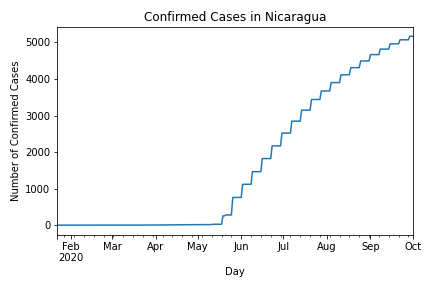 Confirmed Cases in Nicaragua
Number of Confirmed Cases
5000
4000
3000
2000
1000
0
Feb Mar Apr May Jun Jul Aug Sep Oct
2020
Day